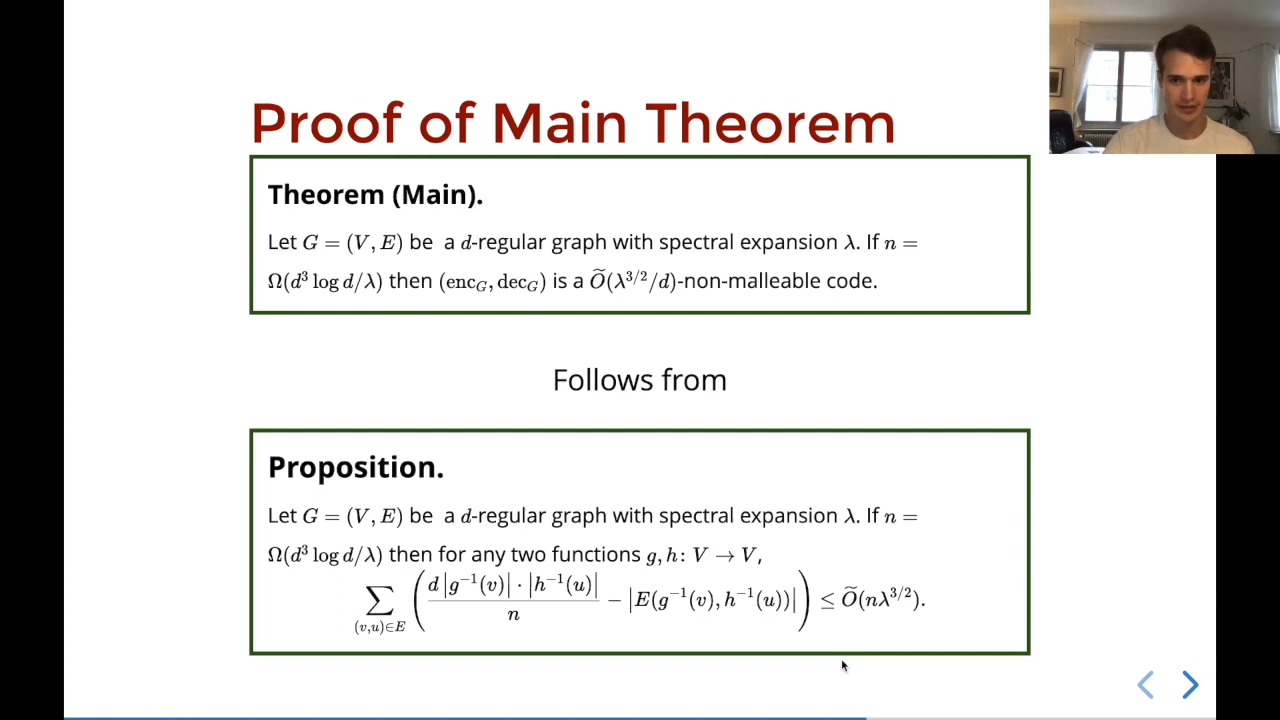 Proof of Main Theorem
Theorem (Main).
Let G = (V, E) be a d-regular graph with spectral expansion λ. If n =
Ω(d³ log d/λ) then (enc_G, dec_G) is a Õ(λ^{3/2}/d)-non-malleable code.
Follows from
Proposition.
Let G = (V, E) be a d-regular graph with spectral expansion λ. If n =
Ω(d³ log d/λ) then for any two functions g, h: V → V,
∑_{(v,u)∈E} ( d |g⁻¹(v)| · |h⁻¹(u)| / n − |E(g⁻¹(v), h⁻¹(u))| ) ≤ Õ(nλ^{3/2}).